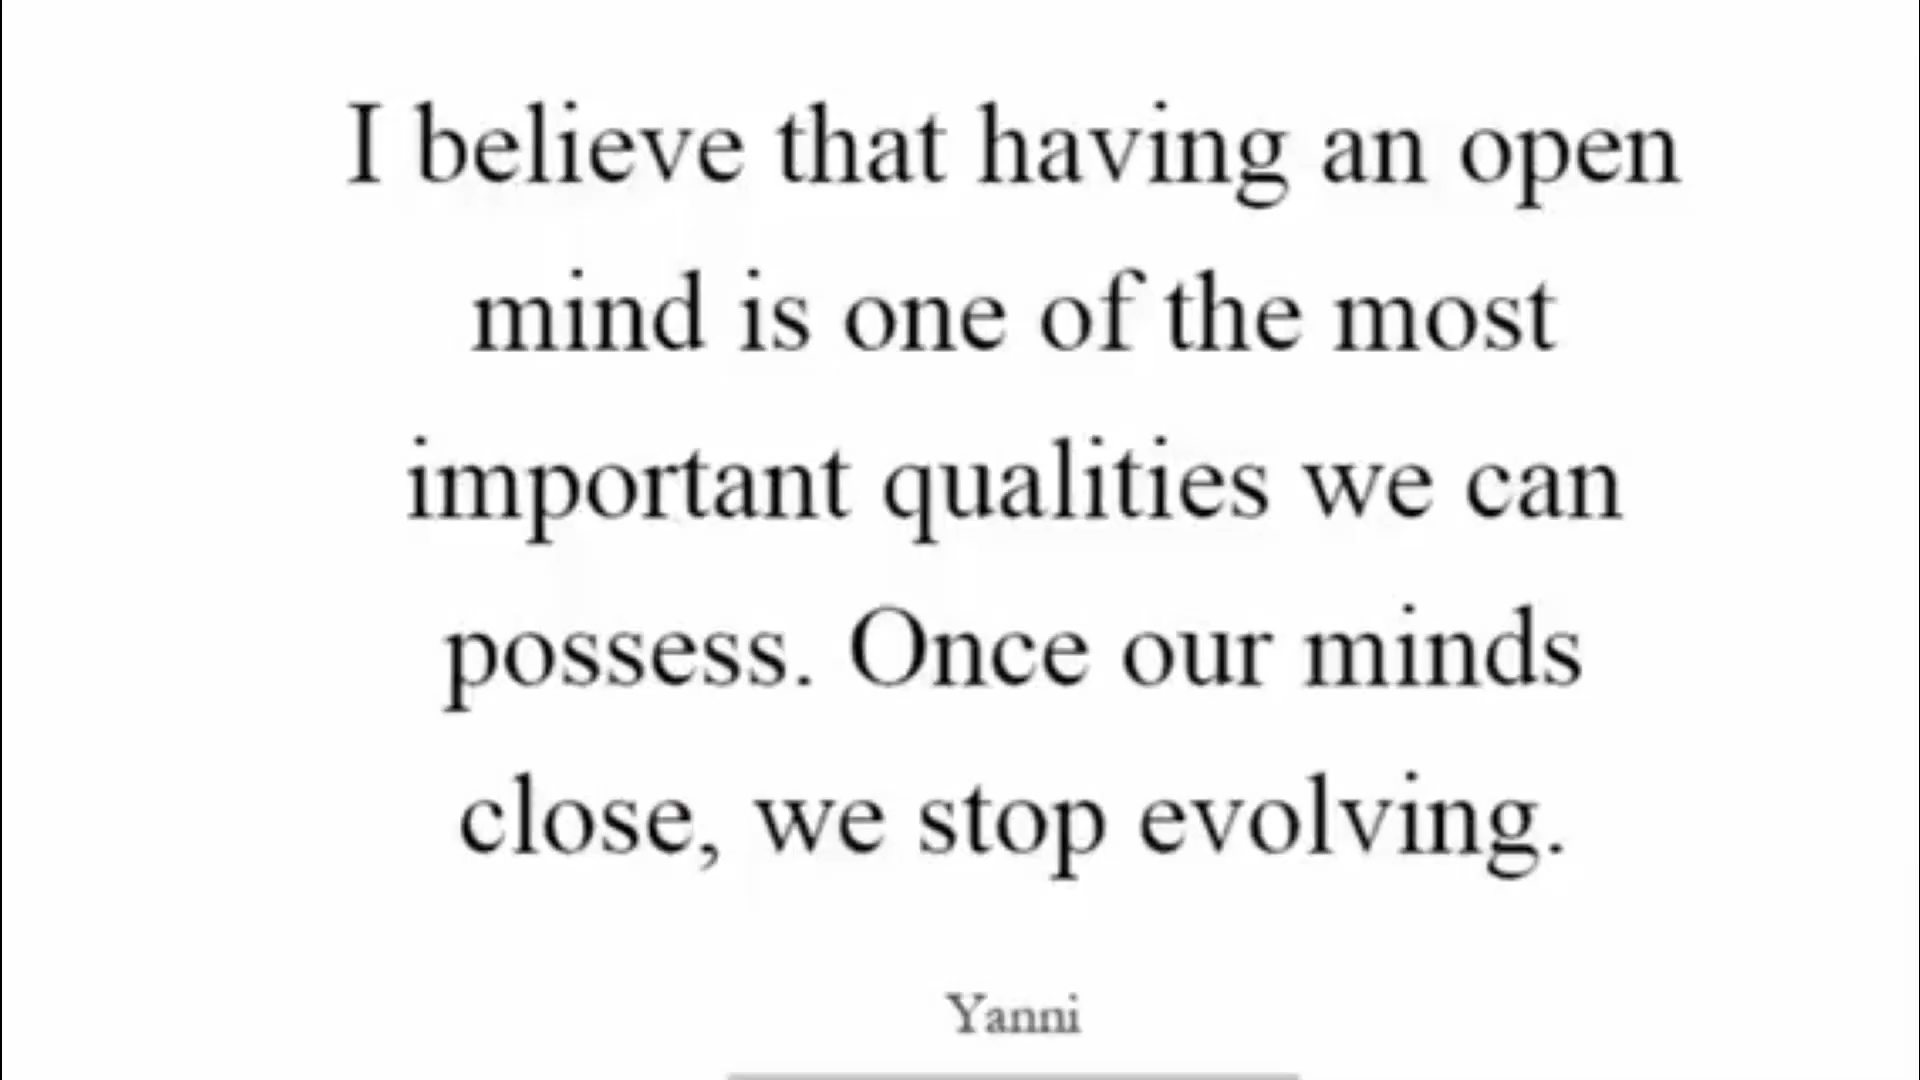 I believe that having an open
mind is one of the most
important qualities we can
possess. Once our minds
close, we stop evolving.
Yanni